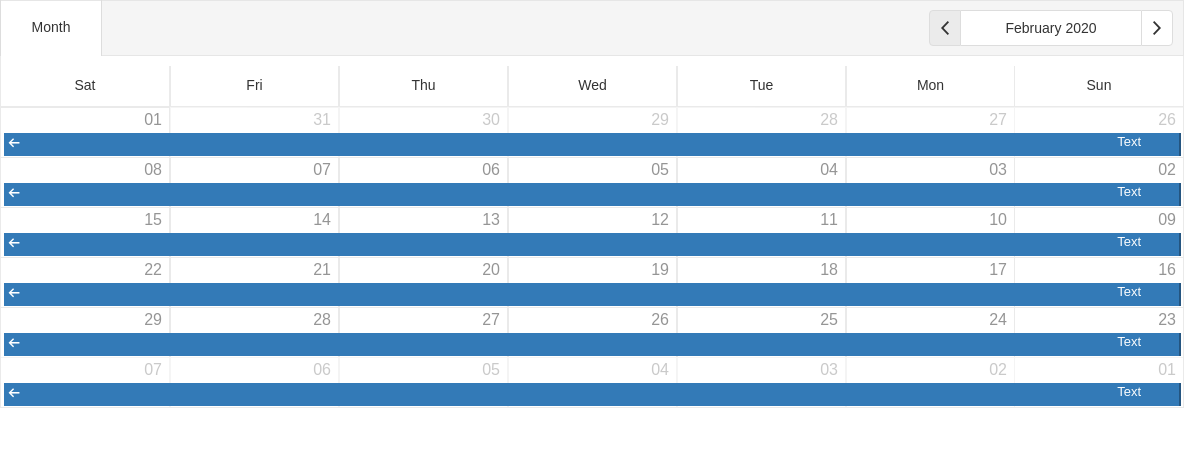 Month
February 2020
Sat Fri Thu Wed Tue Mon Sun
01 31 30 29 28 27 26
Text
08 07 06 05 04 03 02
Text
15 14 13 12 11 10 09
Text
22 21 20 19 18 17 16
Text
29 28 27 26 25 24 23
Text
07 06 05 04 03 02 01
Text